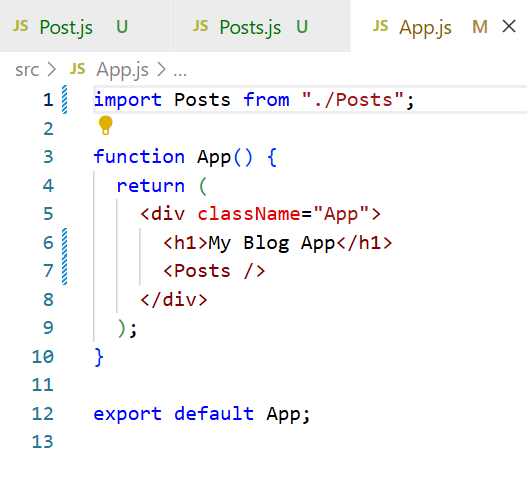 JS Post.js U JS Posts.js U JS App.js M ×
src > JS App.js > ...
1 import Posts from "./Posts";
2
3 function App() {
4   return (
5     <div className="App">
6       <h1>My Blog App</h1>
7       <Posts />
8     </div>
9   );
10 }
11
12 export default App;
13